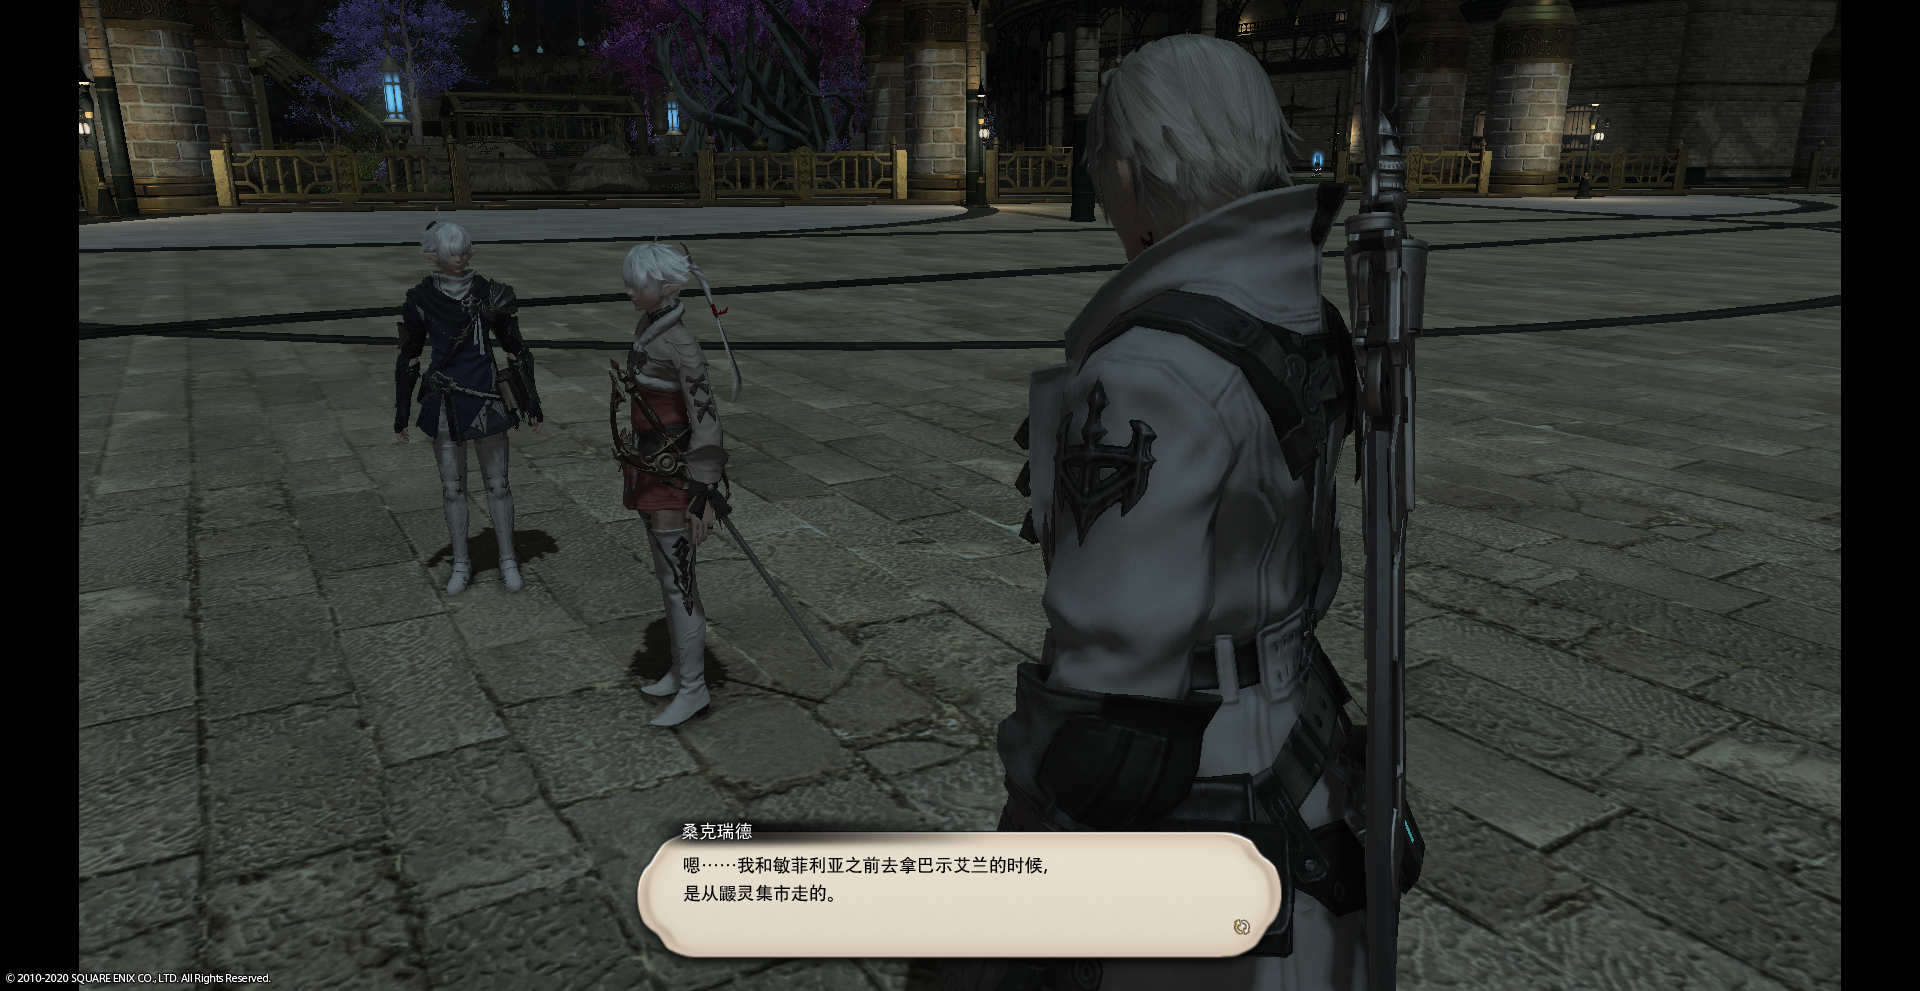 桑克瑞德
嗯……我和敏菲利亚之前去拿巴示艾兰的时候，
是从鼹灵集市走的。
© 2010-2020 SQUARE ENIX CO., LTD. All Rights Reserved.